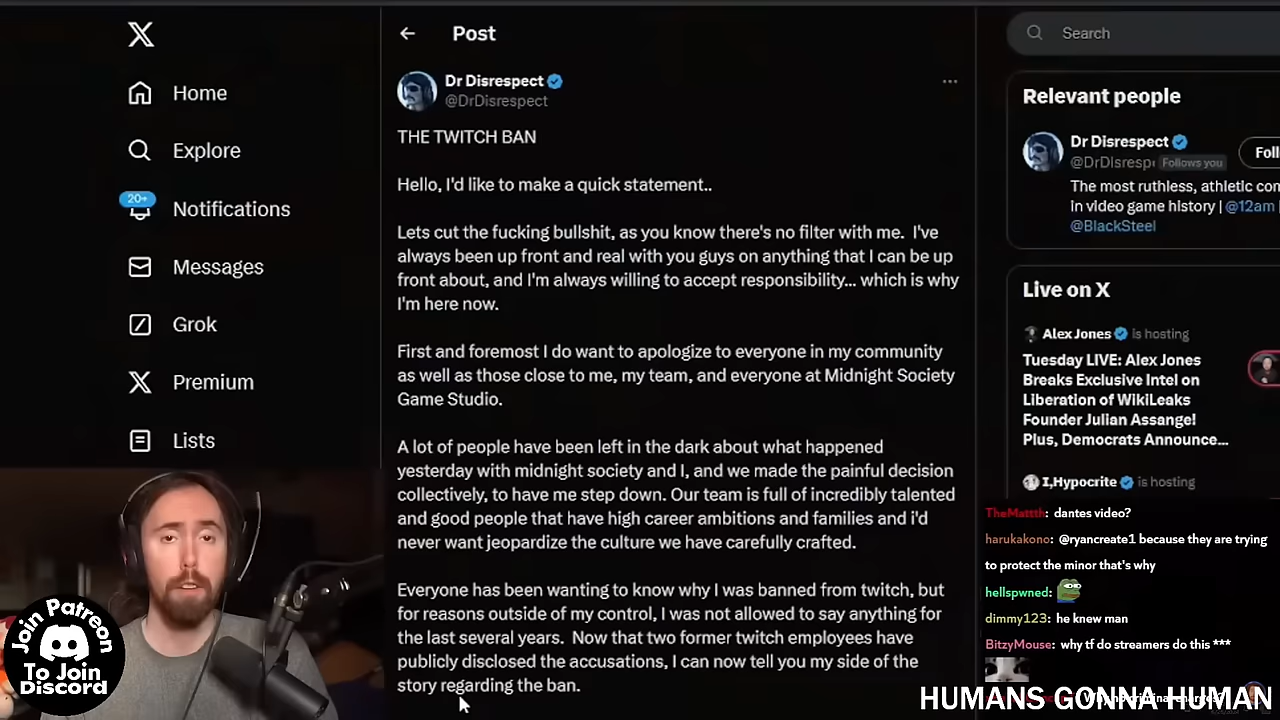 Post
Search
Dr Disrespect
@DrDisrespect
THE TWITCH BAN
Hello, I'd like to make a quick statement..
Lets cut the fucking bullshit, as you know there's no filter with me. I've
always been up front and real with you guys on anything that I can be up
front about, and I'm always willing to accept responsibility... which is why
I'm here now.
First and foremost I do want to apologize to everyone in my community
as well as those close to me, my team, and everyone at Midnight Society
Game Studio.
A lot of people have been left in the dark about what happened
yesterday with midnight society and I, and we made the painful decision
collectively, to have me step down. Our team is full of incredibly talented
and good people that have high career ambitions and families and i'd
never want jeopardize the culture we have carefully crafted.
Everyone has been wanting to know why I was banned from twitch, but
for reasons outside of my control, I was not allowed to say anything for
the last several years. Now that two former twitch employees have
publicly disclosed the accusations, I can now tell you my side of the
story regarding the ban.
Home
Explore
20+
Notifications
Messages
Grok
Premium
Lists
Join Patreon
To Join
Discord
Relevant people
Dr Disrespect
@DrDisresp Follows you
Foll
The most ruthless, athletic con
in video game history | @12am
@BlackSteel
Live on X
Alex Jones is hosting
Tuesday LIVE: Alex Jones
Breaks Exclusive Intel on
Liberation of WikiLeaks
Founder Julian Assange!
Plus, Democrats Announce...
I,Hypocrite is hosting
TheMattth: dantes video?
harukakono: @ryancreate1 because they are trying
to protect the minor that's why
hellspwned:
dimmy123: he knew man
BitzyMouse: why tf do streamers do this ***
HUMANS GONNA HUMAN